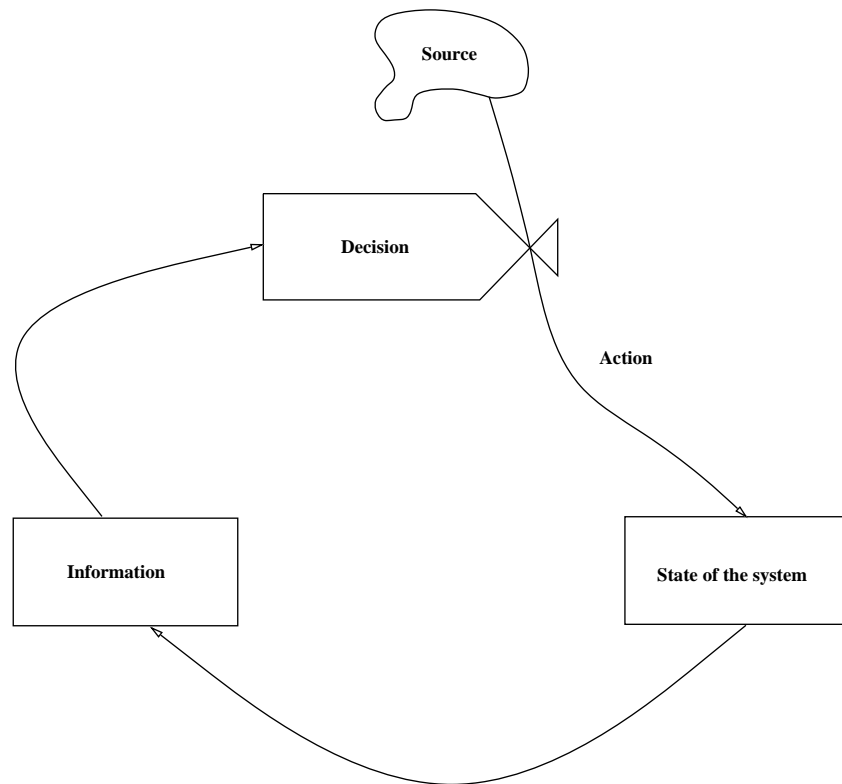 Source
Decision
Action
Information
State of the system